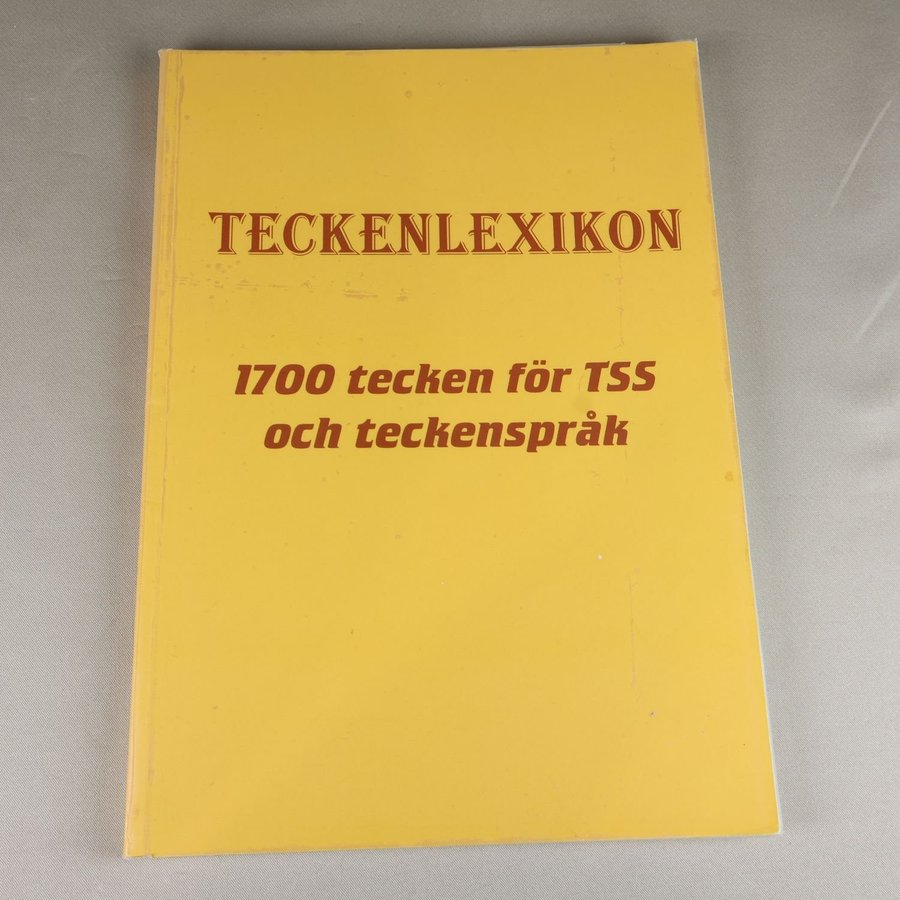 TECKENLEXIKON
1700 tecken för TSS
och teckenspråk